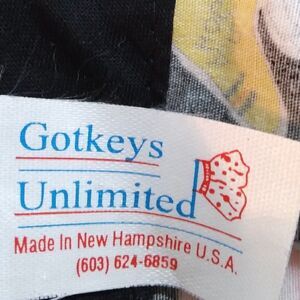 Gotkeys
Unlimited
Made In New Hampshire U.S.A.
(603) 624-6859